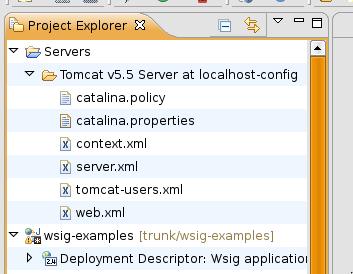 Project Explorer
Servers
Tomcat v5.5 Server at localhost-config
catalina.policy
catalina.properties
context.xml
server.xml
tomcat-users.xml
web.xml
wsig-examples [trunk/wsig-examples]
Deployment Descriptor: Wsig application